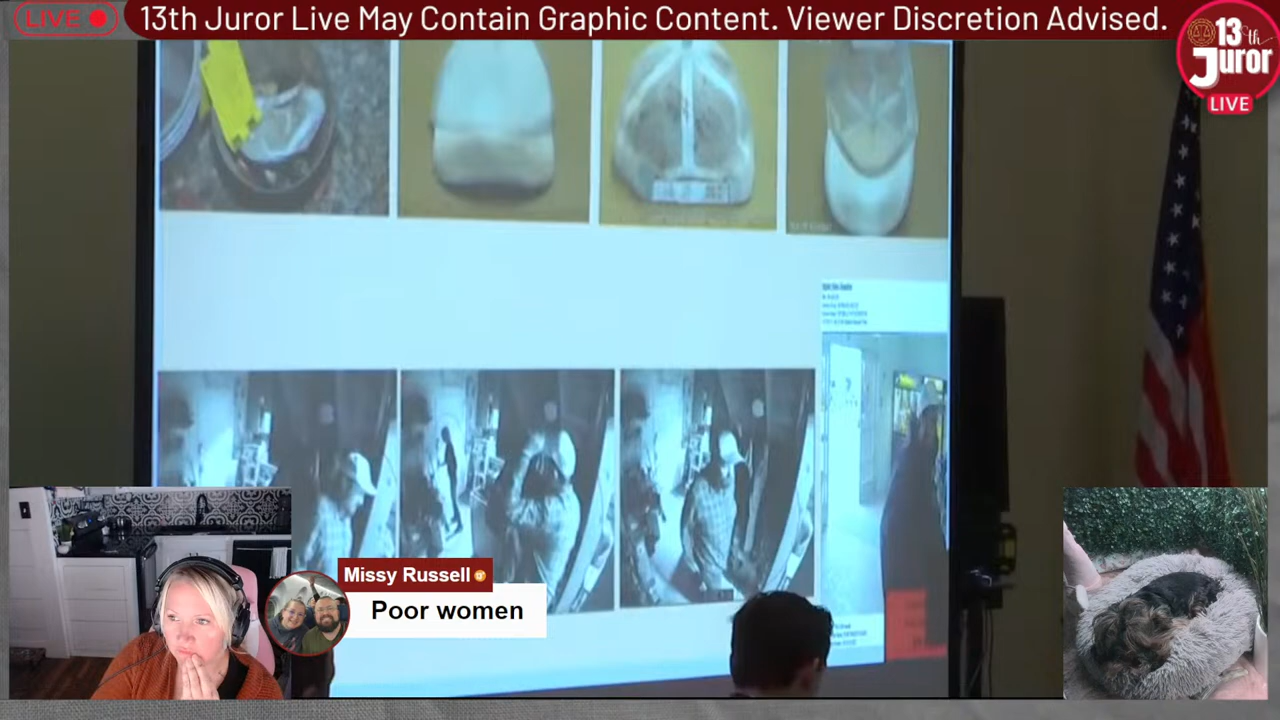 LIVE
13th Juror Live May Contain Graphic Content. Viewer Discretion Advised.
13th
Juror
LIVE
Missy Russell
Poor women